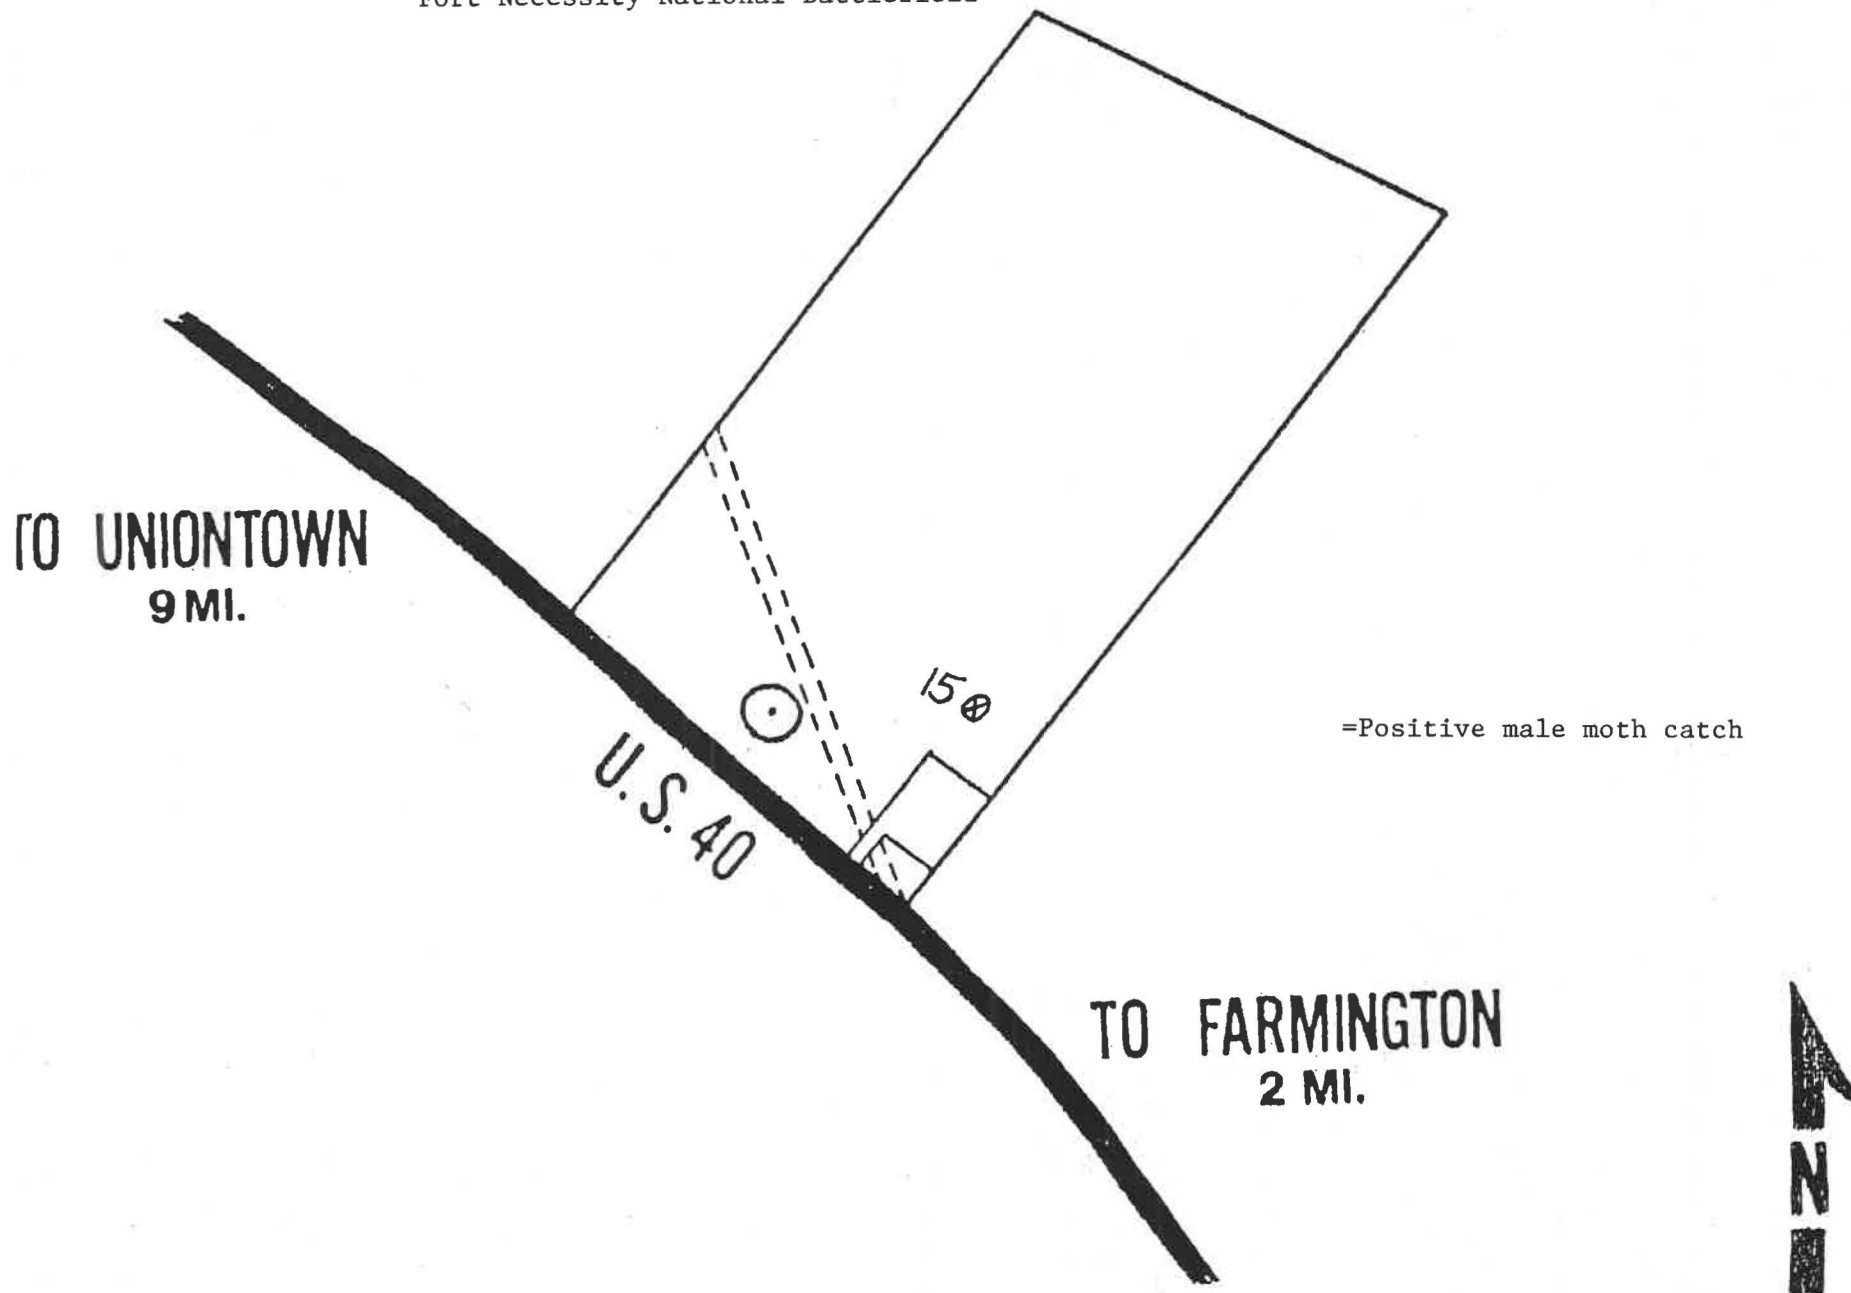 Fort Necessity National Battlefield
TO UNIONTOWN
9 MI.
15
=Positive male moth catch
U.S. 40
TO FARMINGTON
2 MI.
N